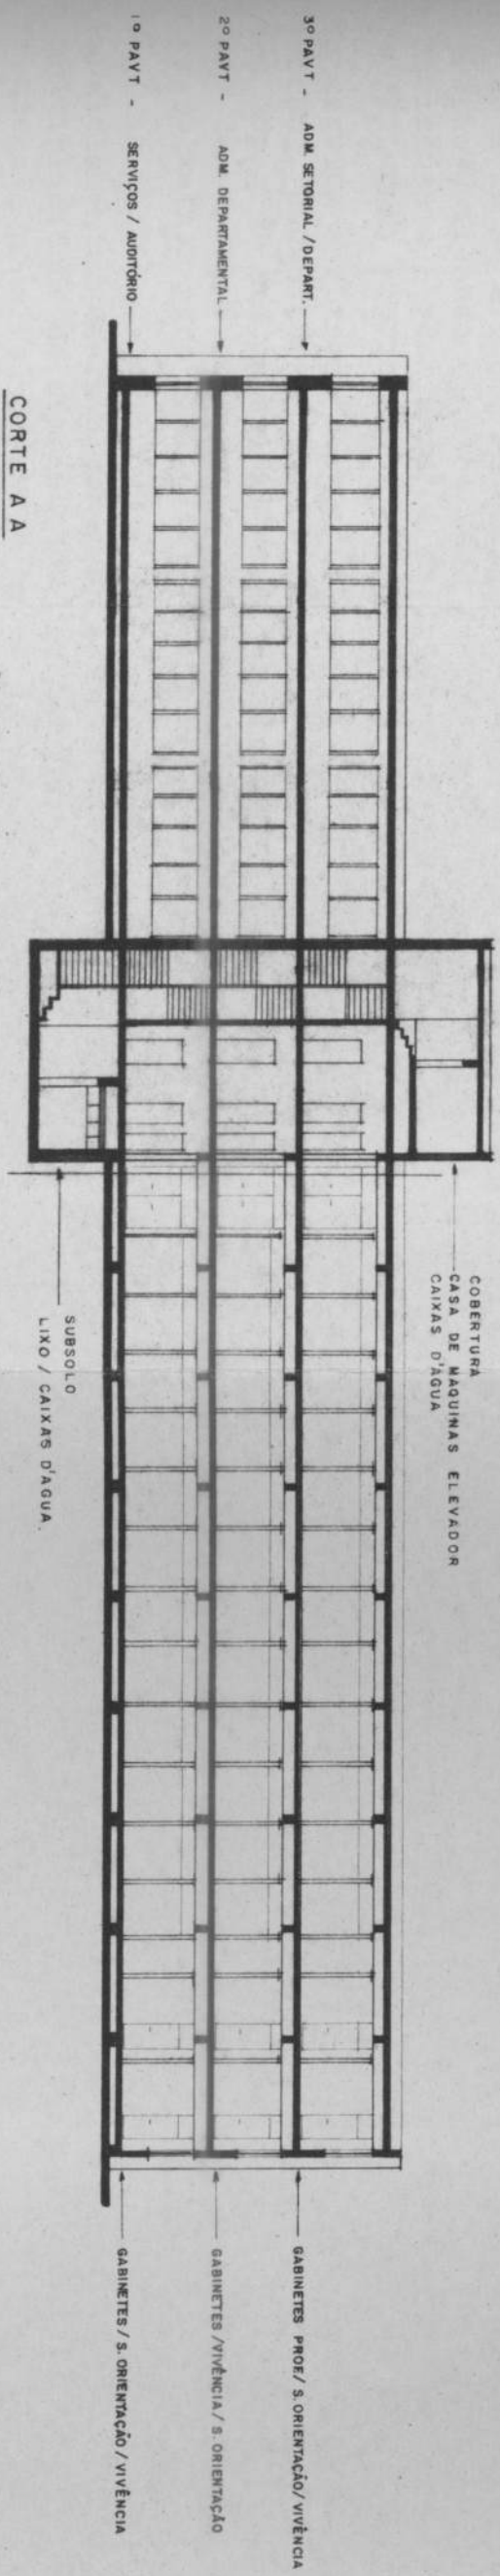 COBERTURA
CASA DE MAQUINAS ELEVADOR
CAIXAS D'AGUA
3º PAVT - ADM. SETORIAL / DEPART.
GABINETES PROF/ S. ORIENTAÇÃO/ VIVÊNCIA
2º PAVT - ADM. DEPARTAMENTAL
GABINETES /VIVÊNCIA/ S. ORIENTAÇÃO
1º PAVT - SERVIÇOS / AUDITÓRIO
GABINETES / S. ORIENTAÇÃO / VIVÊNCIA
SUBSOLO
LIXO / CAIXAS D'AGUA.
CORTE A A